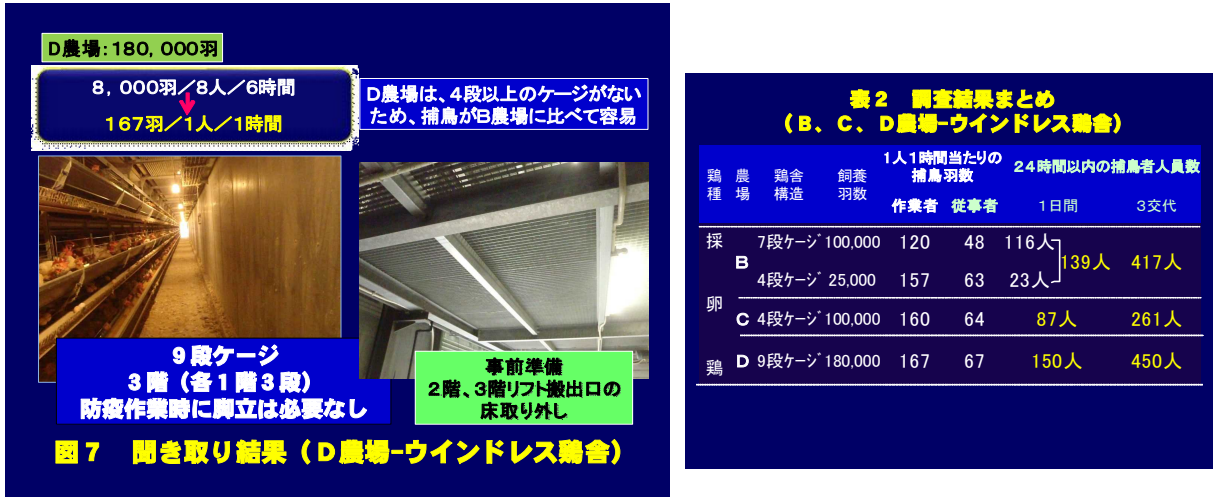 D農場：180，000羽
8，000羽／8人／6時間
167羽／1人／1時間
D農場は、4段以上のケージがない
ため、捕鳥がB農場に比べて容易
9段ケージ
3階（各1階3段）
防疫作業時に脚立は必要なし
事前準備
2階、3階リフト搬出口の
床取り外し
図7　聞き取り結果（D農場-ウインドレス鶏舎）
表2　調査結果まとめ
（B、C、D農場-ウインドレス鶏舎）
鶏種 農場 鶏舎構造 飼養羽数 1人1時間当たりの捕鳥羽数 24時間以内の捕鳥者人員数
作業者 従事者 1日間 3交代
採卵鶏
B 7段ケージ 100,000 120 48 116人 139人 417人
4段ケージ 25,000 157 63 23人
C 4段ケージ 100,000 160 64 87人 261人
D 9段ケージ 180,000 167 67 150人 450人